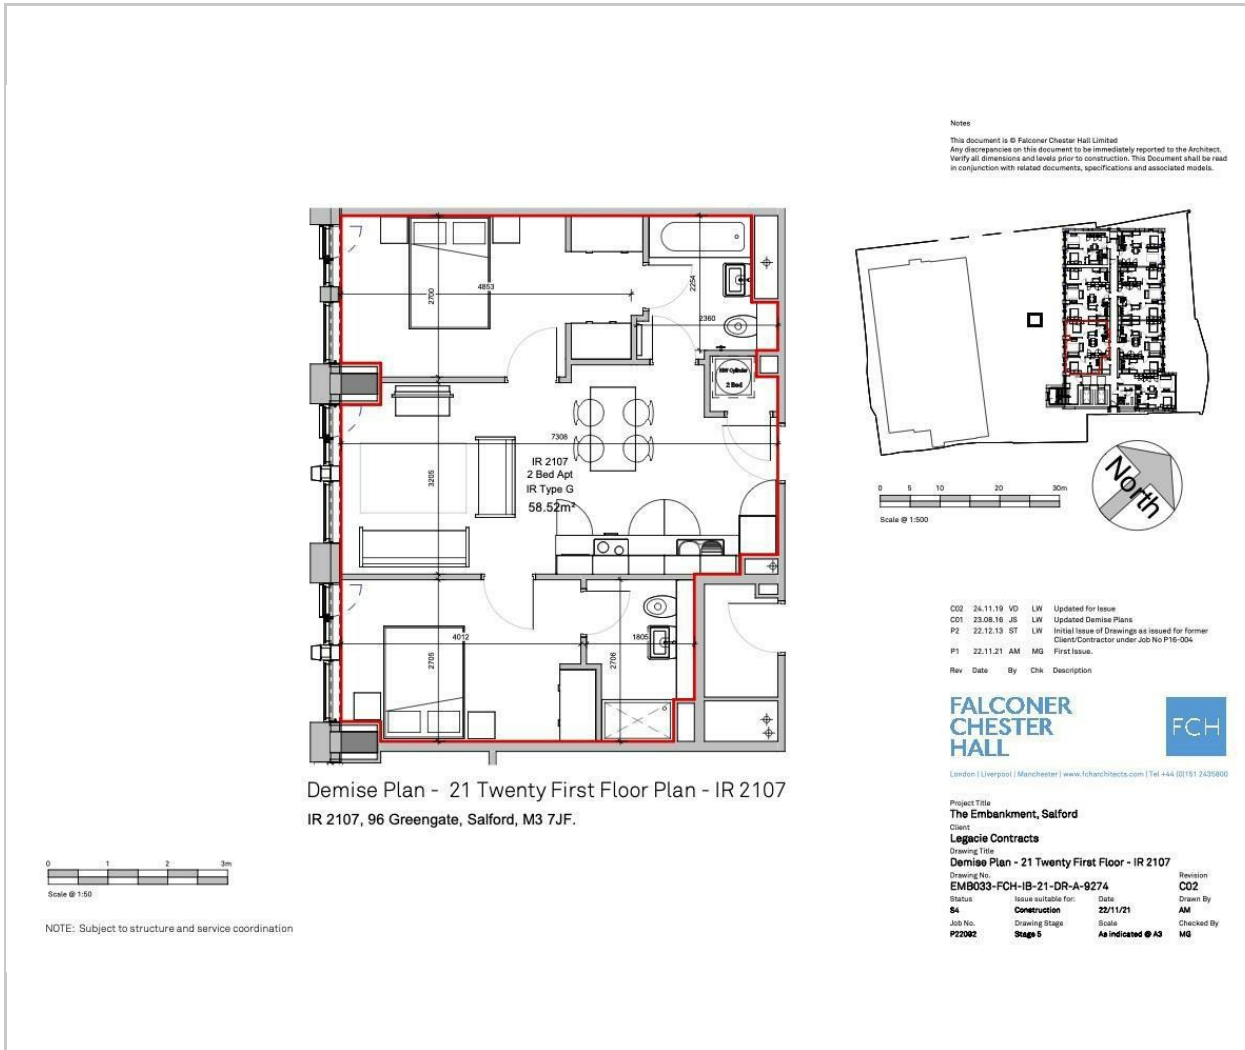 Notes
This document is © Falconer Chester Hall Limited
Any discrepancies on this document to be immediately reported to the Architect.
Verify all dimensions and levels prior to construction. This Document shall be read
in conjunction with related documents, specifications and associated models.
4853
2700
2254
2360
HW Cylinder
2 Bed
7308
3205
IR 2107
2 Bed Apt
IR Type G
58.52m²
4012
1805
2705
2706
North
0 5 10 20 30m
Scale @ 1:500
Demise Plan - 21 Twenty First Floor Plan - IR 2107
IR 2107, 96 Greengate, Salford, M3 7JF.
0 1 2 3m
Scale @ 1:50
NOTE: Subject to structure and service coordination
C02 24.11.19 VD LW Updated for Issue
C01 23.08.16 JS LW Updated Demise Plans
P2 22.12.13 ST LW Initial Issue of Drawings as issued for former
Client/Contractor under Job No P16-004
P1 22.11.21 AM MG First Issue.
Rev Date By Chk Description
FALCONER
CHESTER
HALL
FCH
London | Liverpool | Manchester | www.fcharchitects.com | Tel +44 (0)151 2435800
Project Title
The Embankment, Salford
Client
Legacie Contracts
Drawing Title
Demise Plan - 21 Twenty First Floor - IR 2107
Drawing No. Revision
EMB033-FCH-IB-21-DR-A-9274 C02
Status Issue suitable for: Date Drawn By
S4 Construction 22/11/21 AM
Job No. Drawing Stage Scale Checked By
P22092 Stage 5 As indicated @ A3 MG